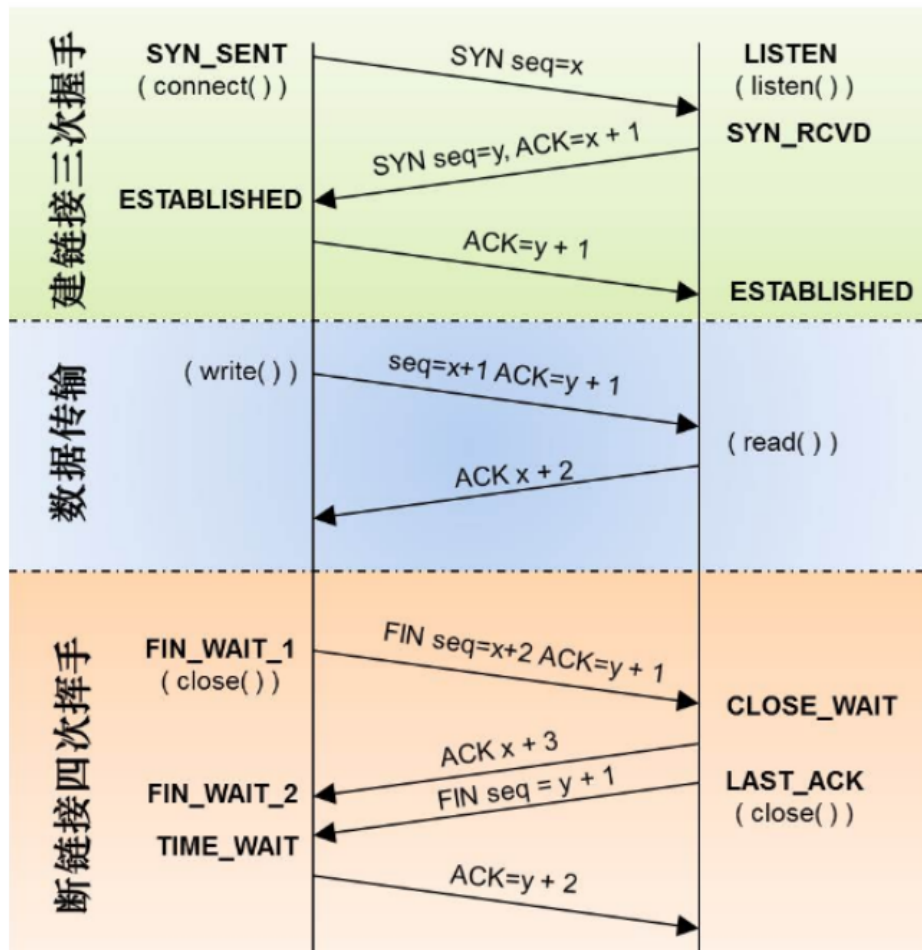 建链接三次握手
SYN_SENT
( connect( ) )
SYN seq=x
LISTEN
( listen( ) )
SYN_RCVD
SYN seq=y, ACK=x + 1
ESTABLISHED
ACK=y + 1
ESTABLISHED
数据传输
( write( ) )
seq=x+1 ACK=y + 1
( read( ) )
ACK x + 2
断链接四次挥手
FIN_WAIT_1
( close( ) )
FIN seq=x+2 ACK=y + 1
CLOSE_WAIT
ACK x + 3
FIN_WAIT_2
FIN seq = y + 1
LAST_ACK
( close( ) )
TIME_WAIT
ACK=y + 2